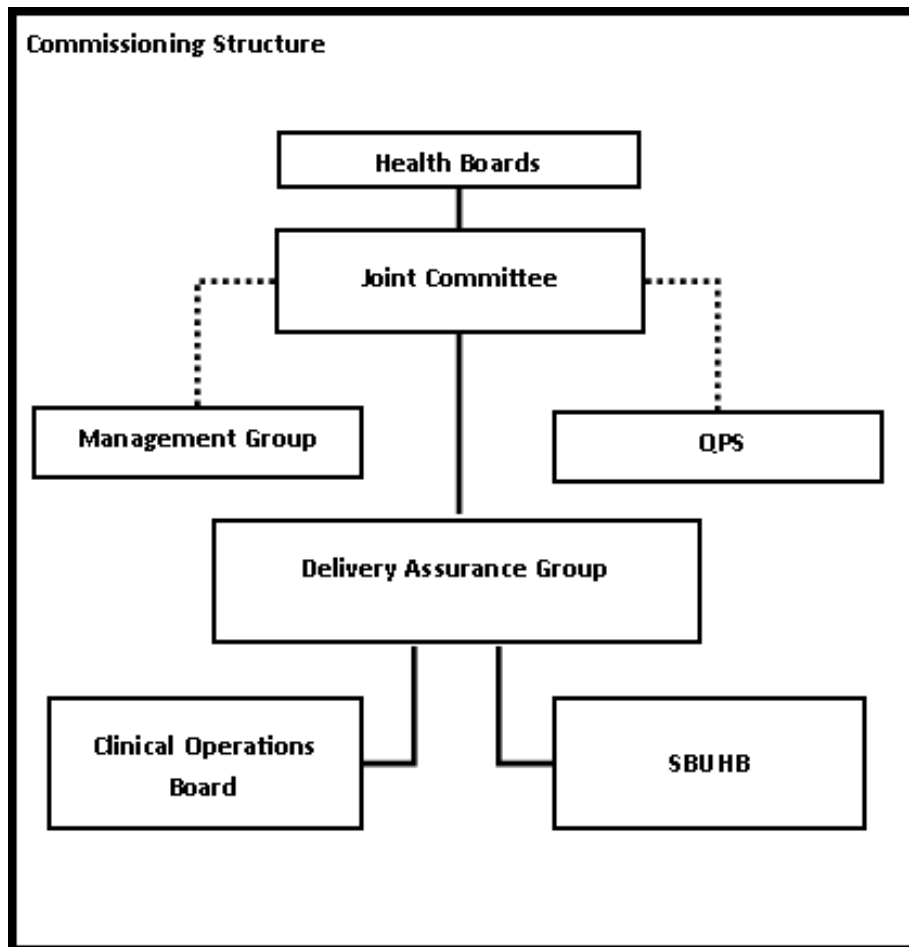 Commissioning Structure
Health Boards
Joint Committee
Management Group
QPS
Delivery Assurance Group
Clinical Operations
Board
SBUHB